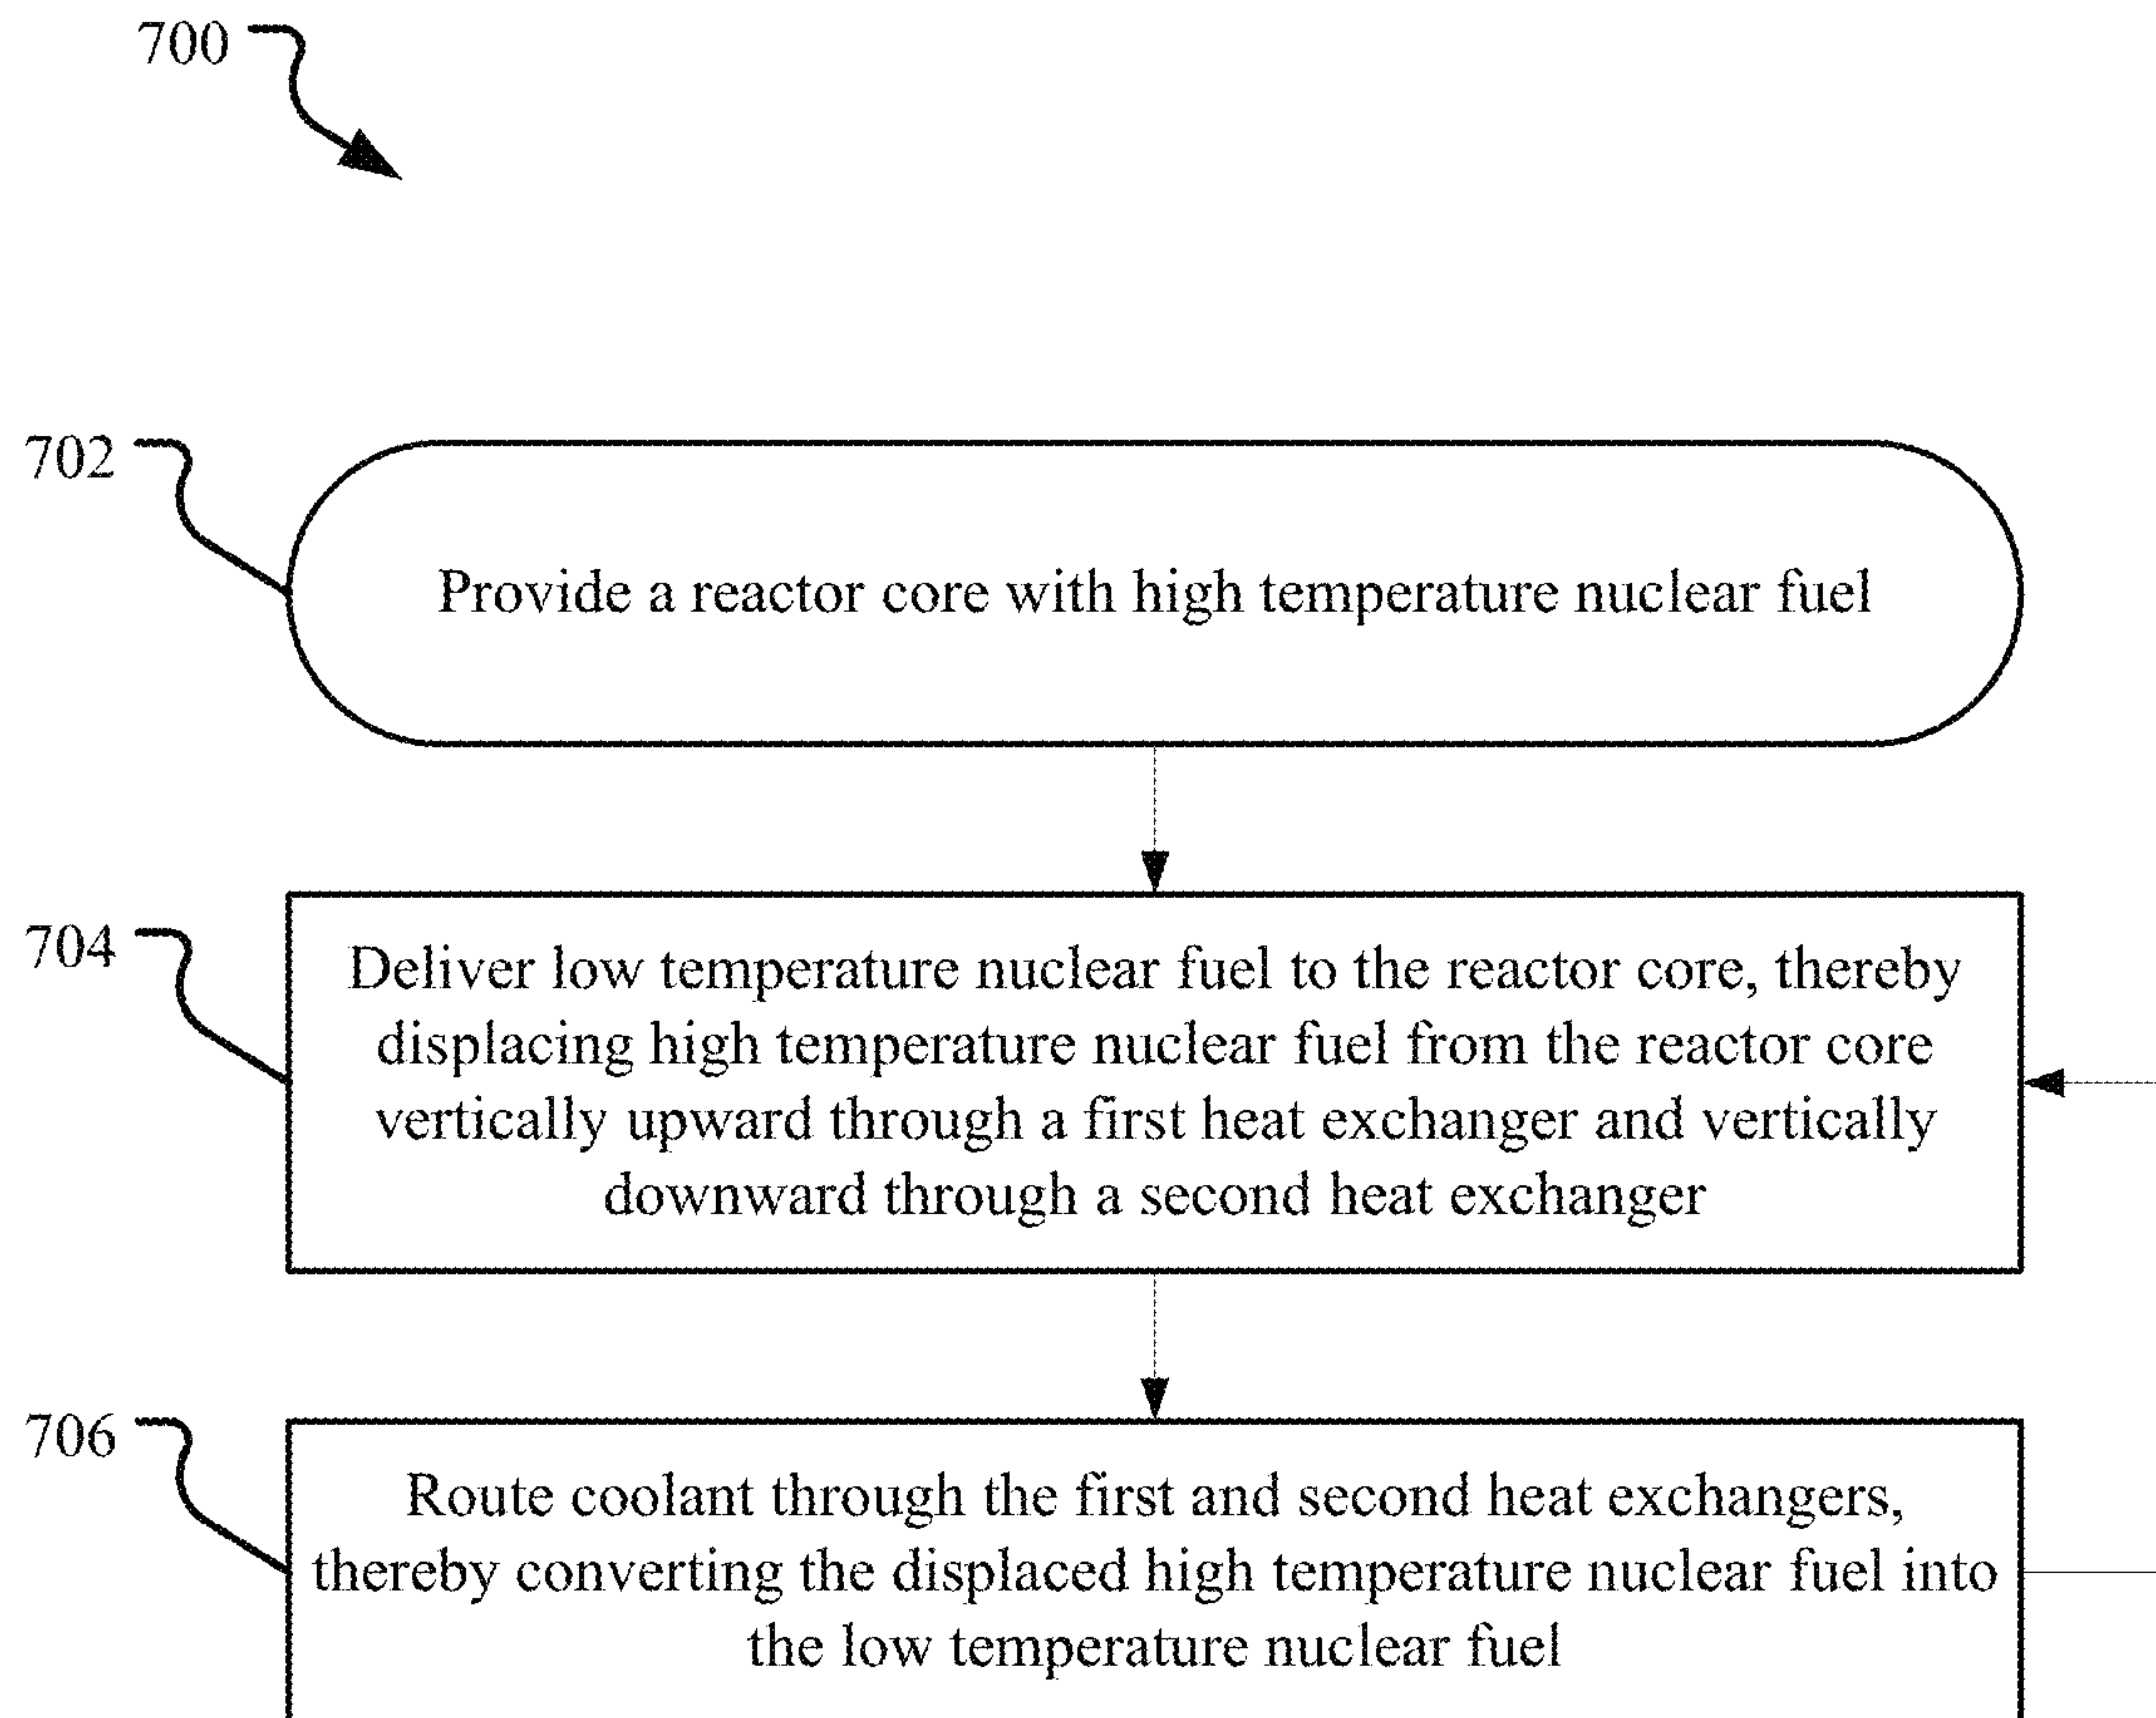 700
702
Provide a reactor core with high temperature nuclear fuel
704
Deliver low temperature nuclear fuel to the reactor core, thereby
displacing high temperature nuclear fuel from the reactor core
vertically upward through a first heat exchanger and vertically
downward through a second heat exchanger
706
Route coolant through the first and second heat exchangers,
thereby converting the displaced high temperature nuclear fuel into
the low temperature nuclear fuel